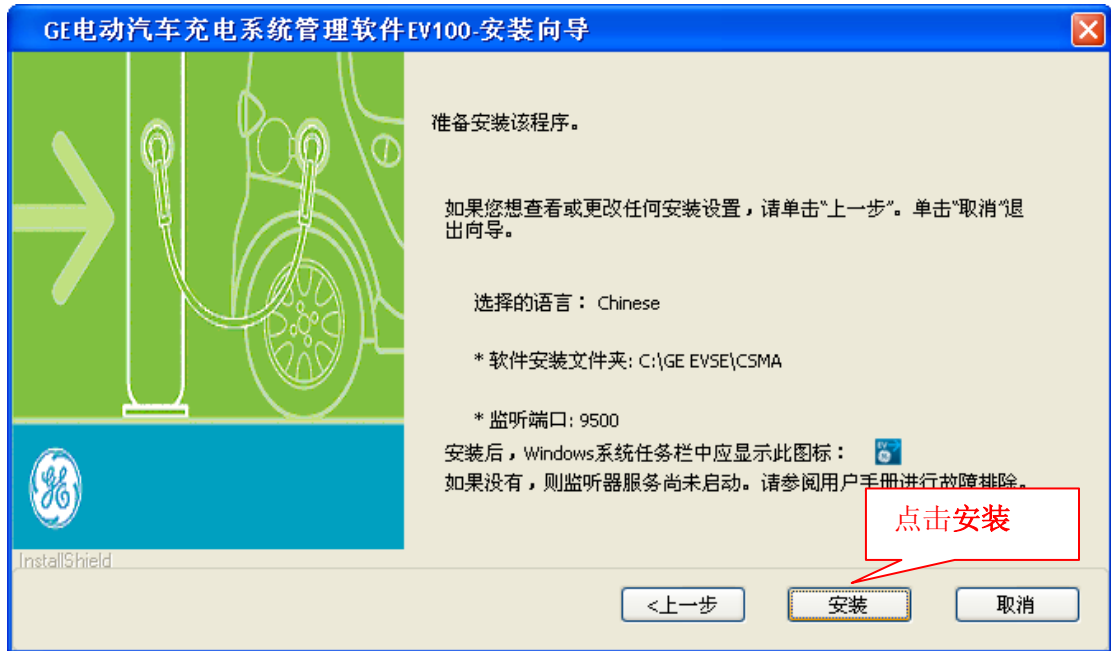 GE电动汽车充电系统管理软件EV100-安装向导
准备安装该程序。
如果您想查看或更改任何安装设置，请单击“上一步”。单击“取消”退
出向导。
选择的语言： Chinese
* 软件安装文件夹: C:\GE EVSE\CSMA
* 监听端口: 9500
安装后，Windows系统任务栏中应显示此图标：
如果没有，则监听器服务尚未启动。请参阅用户手册进行故障排除。
点击安装
InstallShield
<上一步
安装
取消